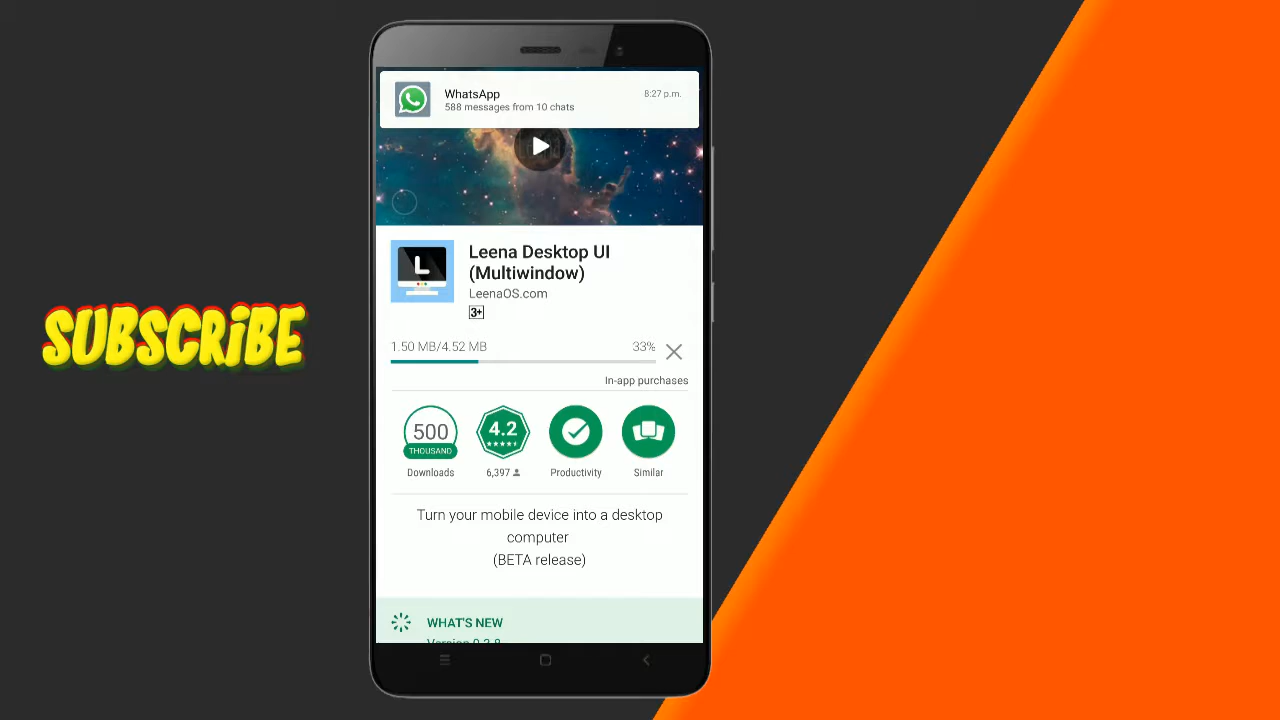 WhatsApp
8:27 p.m.
588 messages from 10 chats
L
Leena Desktop UI
(Multiwindow)
LeenaOS.com
3+
1.50 MB/4.52 MB
33%
In-app purchases
500
THOUSAND
4.2
Downloads
6,397
Productivity
Similar
Turn your mobile device into a desktop
computer
(BETA release)
WHAT'S NEW
SUBSCRiBE